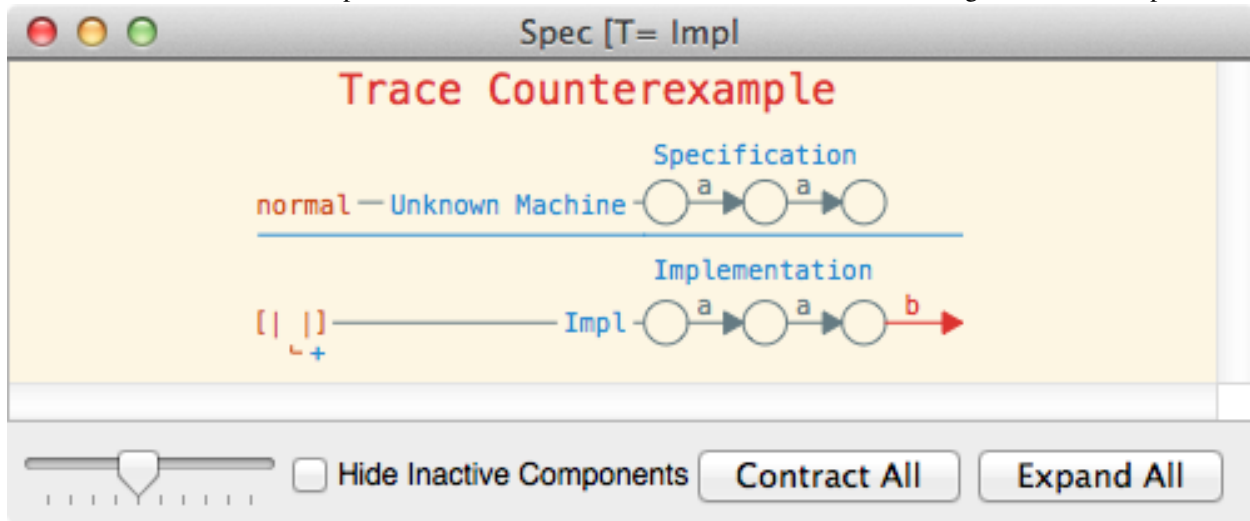 Spec [T= Impl
Trace Counterexample
Specification
normal Unknown Machine a a
Implementation
[| |] Impl a a b
+
Hide Inactive Components Contract All Expand All